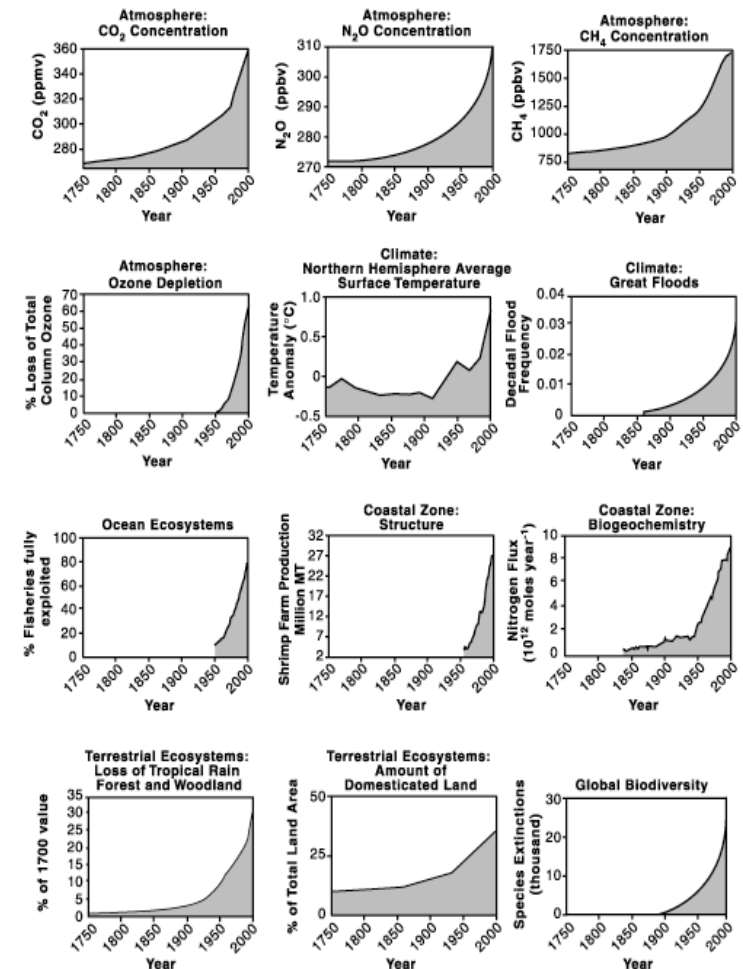 Atmosphere:
CO2 Concentration
CO2 (ppmv)
360
340
320
300
280
1750 1800 1850 1900 1950 2000
Year
Atmosphere:
N2O Concentration
N2O (ppbv)
310
300
290
280
270
1750 1800 1850 1900 1950 2000
Year
Atmosphere:
CH4 Concentration
CH4 (ppbv)
1750
1500
1250
1000
750
1750 1800 1850 1900 1950 2000
Year
Atmosphere:
Ozone Depletion
% Loss of Total
Column Ozone
70
60
50
40
30
20
10
0
1750 1800 1850 1900 1950 2000
Year
Climate:
Northern Hemisphere Average
Surface Temperature
Temperature
Anomaly (°C)
1.0
0.5
0
-0.5
1750 1800 1850 1900 1950 2000
Year
Climate:
Great Floods
Decadal Flood
Frequency
0.04
0.03
0.02
0.01
0
1750 1800 1850 1900 1950 2000
Year
Ocean Ecosystems
% Fisheries fully
exploited
100
80
60
40
20
0
1750 1800 1850 1900 1950 2000
Year
Coastal Zone:
Structure
Shrimp Farm Production
Million MT
32
27
22
17
12
7
2
1750 1800 1850 1900 1950 2000
Year
Coastal Zone:
Biogeochemistry
Nitrogen Flux
(10¹² moles year⁻¹)
10
8
6
4
2
0
1750 1800 1850 1900 1950 2000
Year
Terrestrial Ecosystems:
Loss of Tropical Rain
Forest and Woodland
% of 1700 value
35
30
25
20
15
10
5
0
1750 1800 1850 1900 1950 2000
Year
Terrestrial Ecosystems:
Amount of
Domesticated Land
% of Total Land Area
50
25
0
1750 1800 1850 1900 1950 2000
Year
Global Biodiversity
Species Extinctions
(thousand)
30
20
10
0
1750 1800 1850 1900 1950 2000
Year